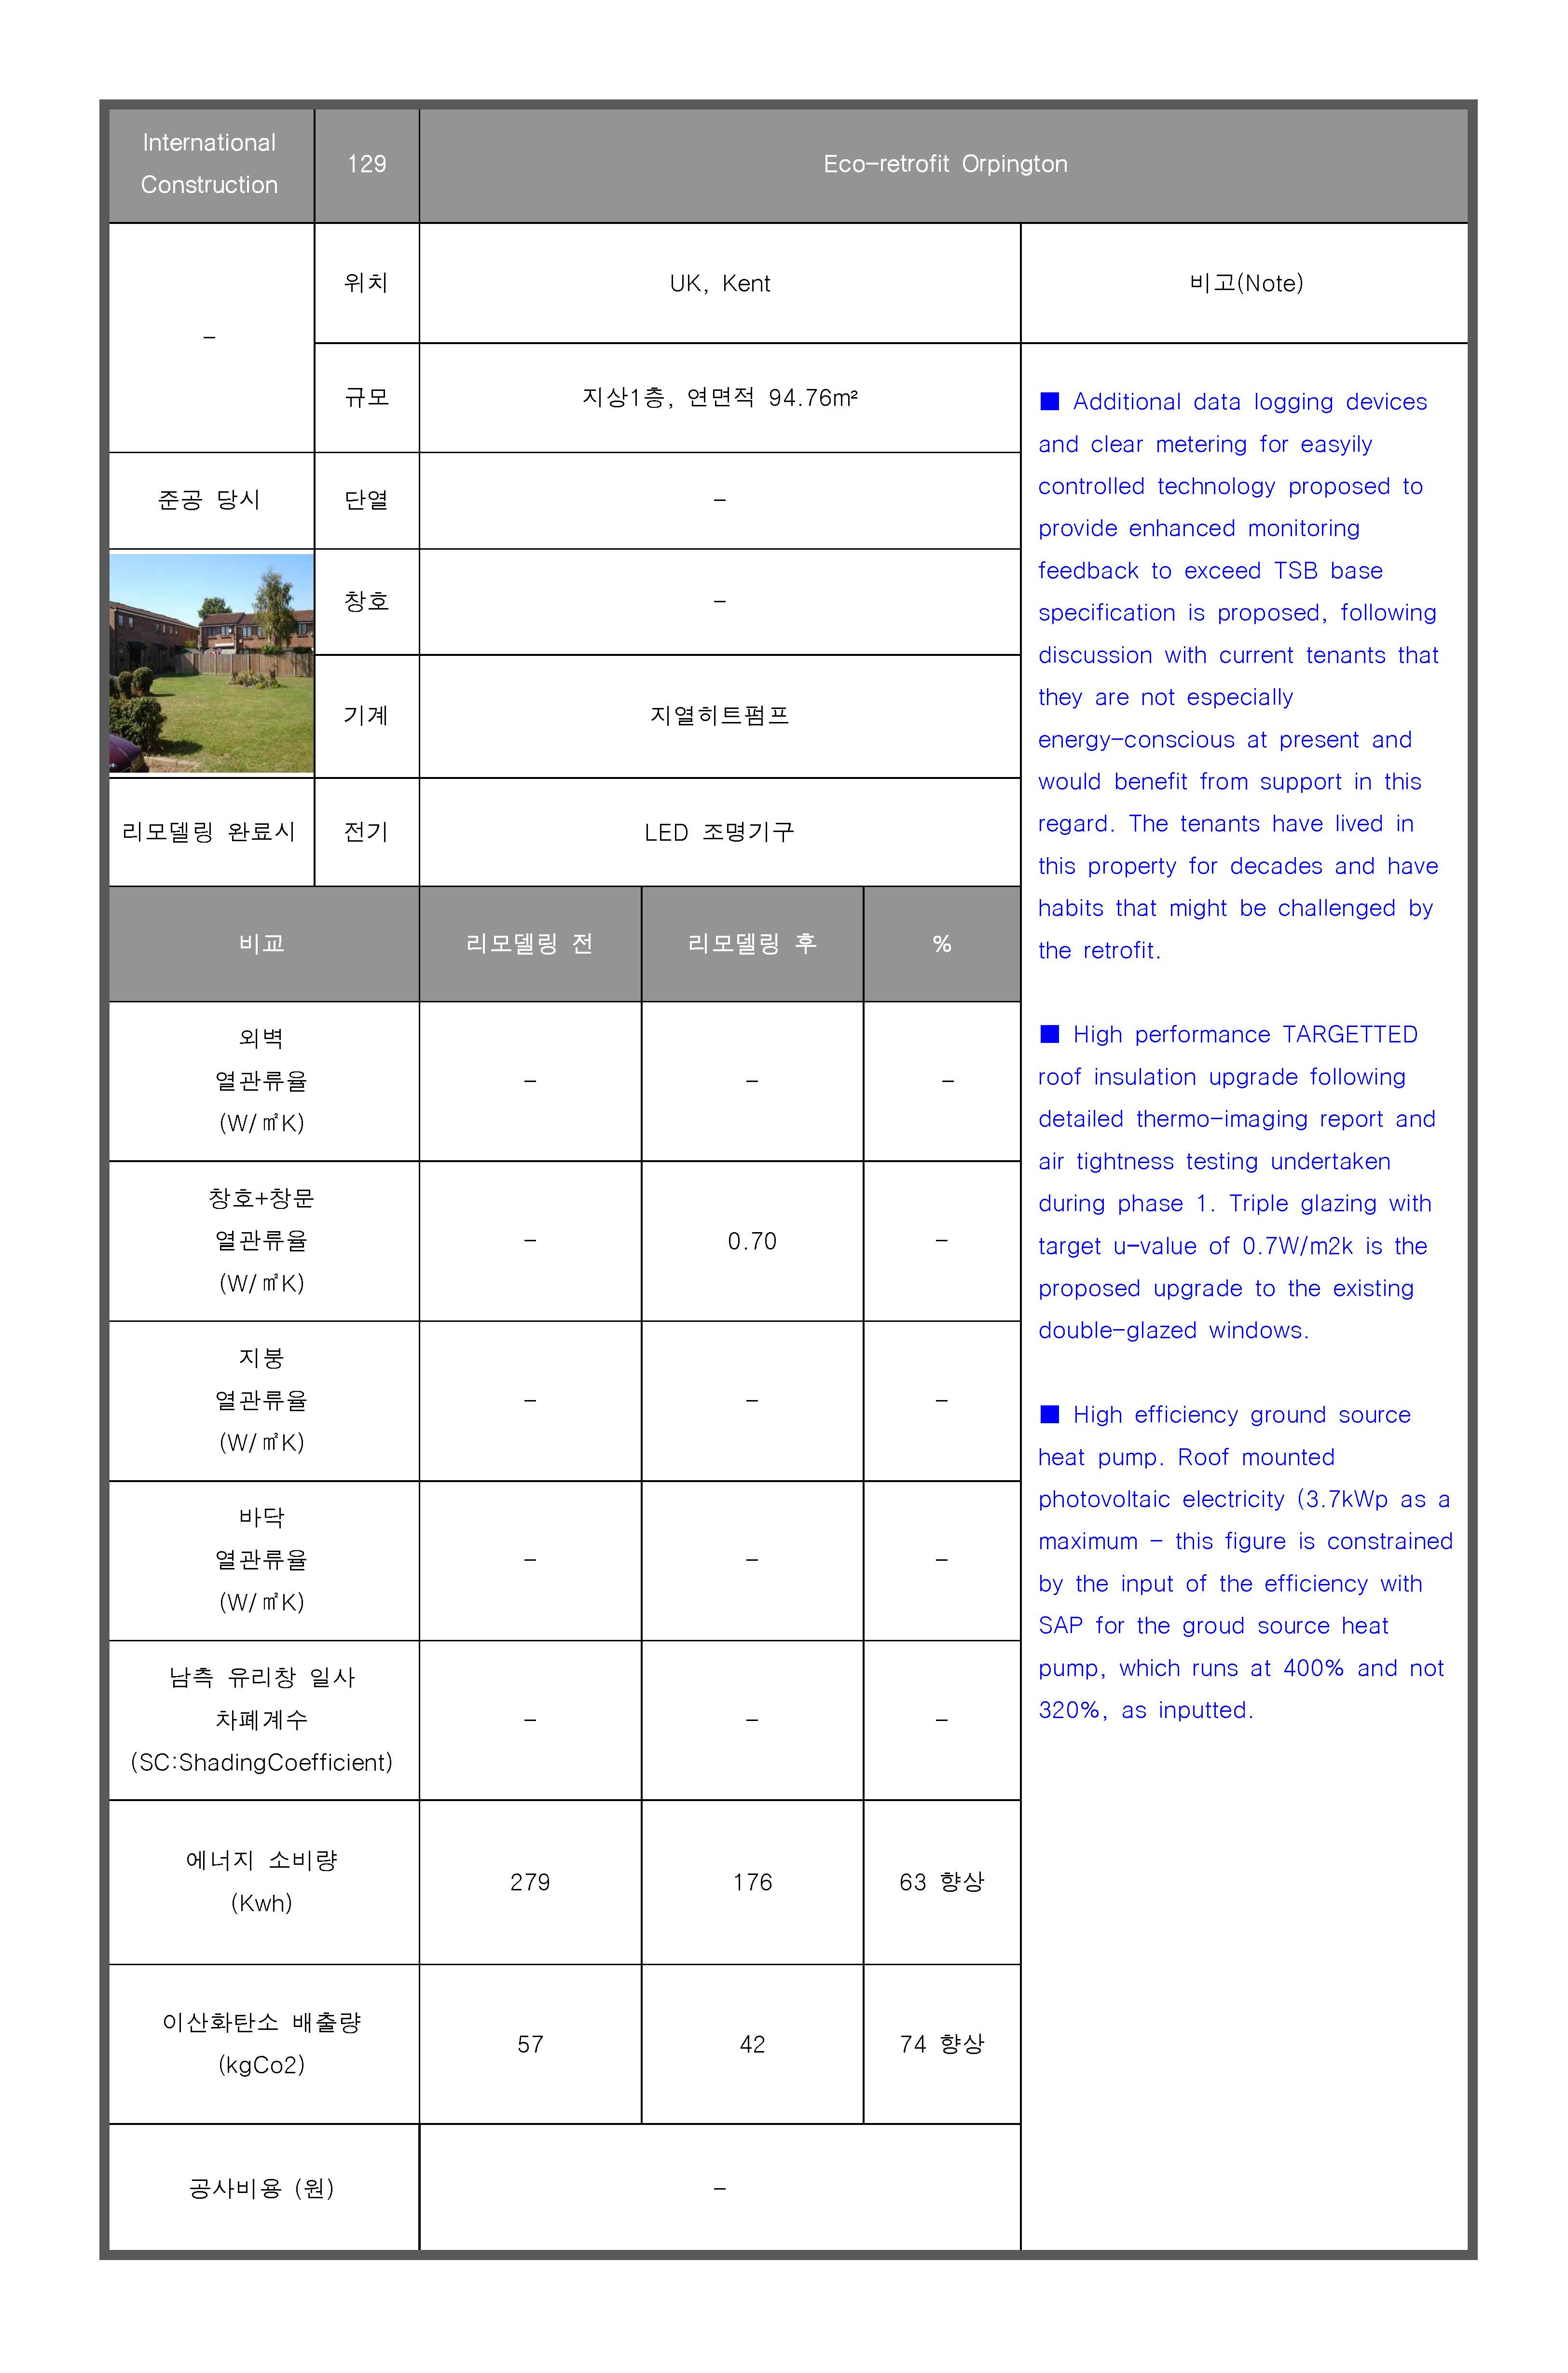 International
Construction
129
Eco-retrofit Orpington
-
위치
UK, Kent
비고(Note)
규모
지상1층, 연면적 94.76m²
준공 당시
단열
-
창호
-
기계
지열히트펌프
리모델링 완료시
전기
LED 조명기구
■ Additional data logging devices
and clear metering for easyily
controlled technology proposed to
provide enhanced monitoring
feedback to exceed TSB base
specification is proposed, following
discussion with current tenants that
they are not especially
energy-conscious at present and
would benefit from support in this
regard. The tenants have lived in
this property for decades and have
habits that might be challenged by
the retrofit.
■ High performance TARGETTED
roof insulation upgrade following
detailed thermo-imaging report and
air tightness testing undertaken
during phase 1. Triple glazing with
target u-value of 0.7W/m2k is the
proposed upgrade to the existing
double-glazed windows.
■ High efficiency ground source
heat pump. Roof mounted
photovoltaic electricity (3.7kWp as a
maximum - this figure is constrained
by the input of the efficiency with
SAP for the groud source heat
pump, which runs at 400% and not
320%, as inputted.
비교
리모델링 전
리모델링 후
%
외벽
열관류율
(W/㎡K)
-
-
-
창호+창문
열관류율
(W/㎡K)
-
0.70
-
지붕
열관류율
(W/㎡K)
-
-
-
바닥
열관류율
(W/㎡K)
-
-
-
남측 유리창 일사
차폐계수
(SC:ShadingCoefficient)
-
-
-
에너지 소비량
(Kwh)
279
176
63 향상
이산화탄소 배출량
(kgCo2)
57
42
74 향상
공사비용 (원)
-